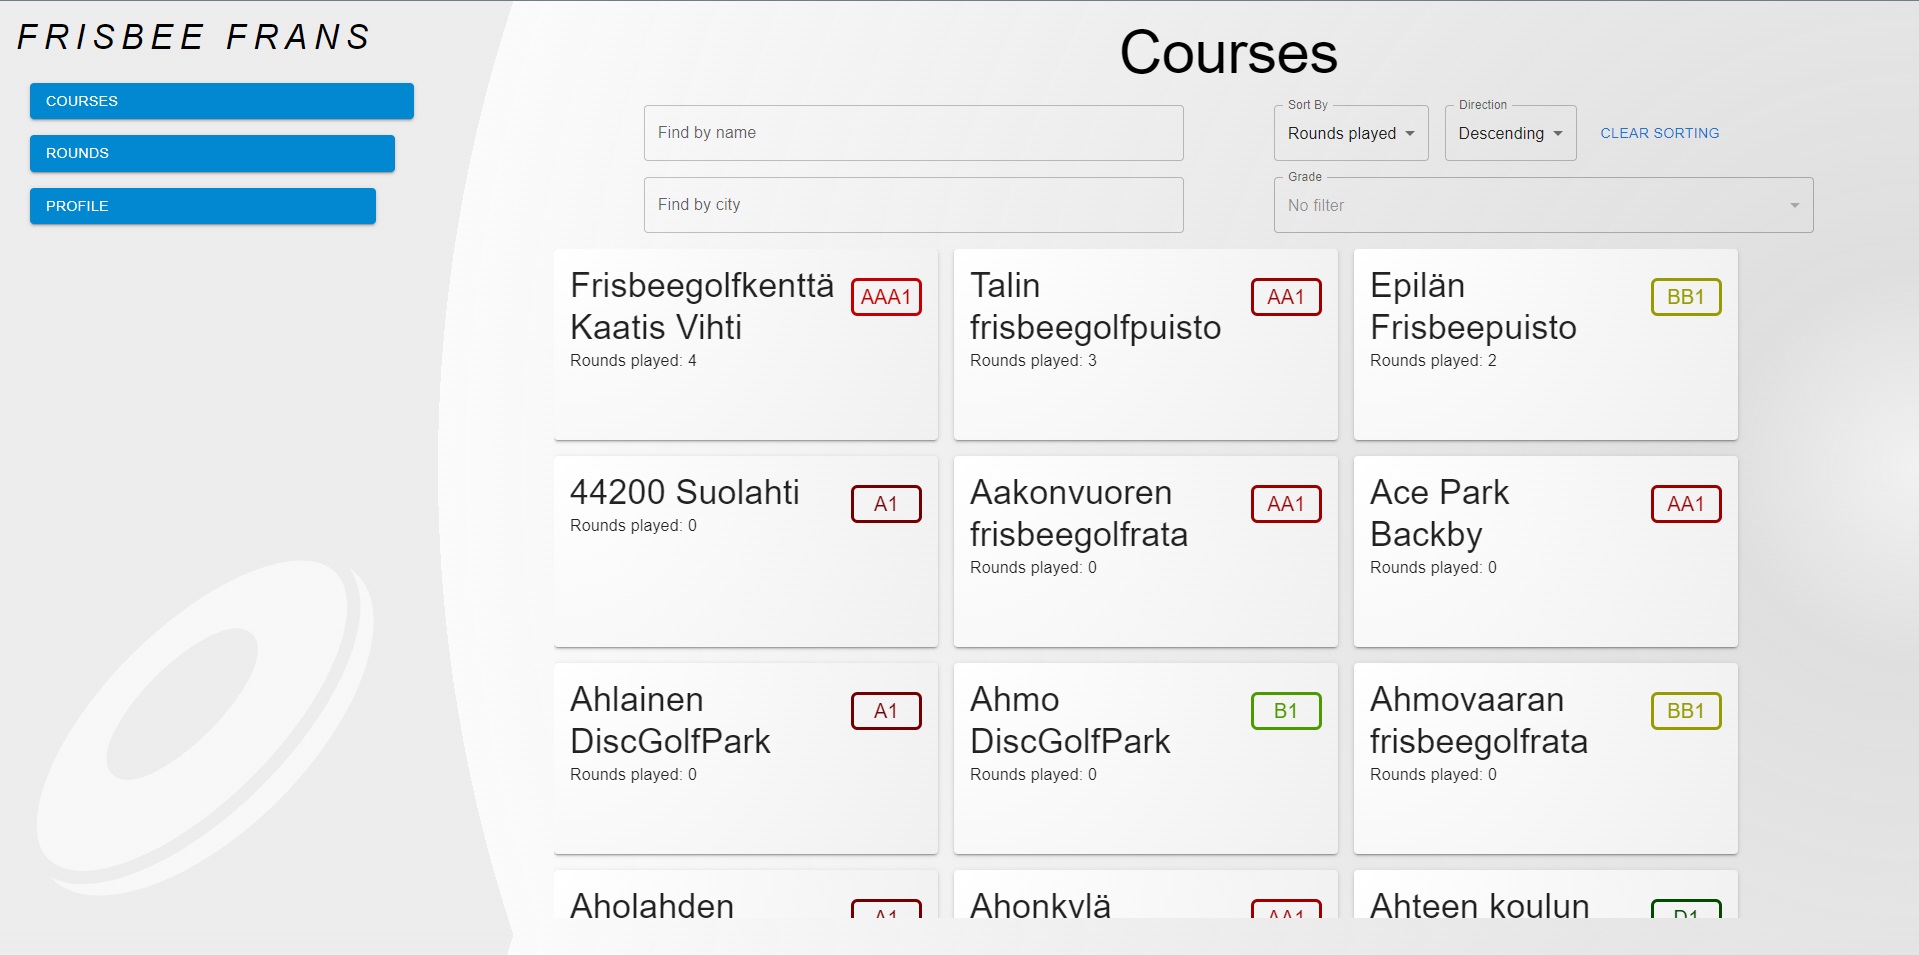 FRISBEE FRANS
COURSES
ROUNDS
PROFILE
Courses
Find by name
Sort By
Rounds played
Direction
Descending
CLEAR SORTING
Find by city
Grade
No filter
Frisbeegolfkenttä
Kaatis Vihti
AAA1
Rounds played: 4
Talin
frisbeegolfpuisto
AA1
Rounds played: 3
Epilän
Frisbeepuisto
BB1
Rounds played: 2
44200 Suolahti
A1
Rounds played: 0
Aakonvuoren
frisbeegolfrata
AA1
Rounds played: 0
Ace Park
Backby
AA1
Rounds played: 0
Ahlainen
DiscGolfPark
A1
Rounds played: 0
Ahmo
DiscGolfPark
B1
Rounds played: 0
Ahmovaaran
frisbeegolfrata
BB1
Rounds played: 0
Aholahden
A1
Ahonkylä
AA1
Ahteen koulun
D1